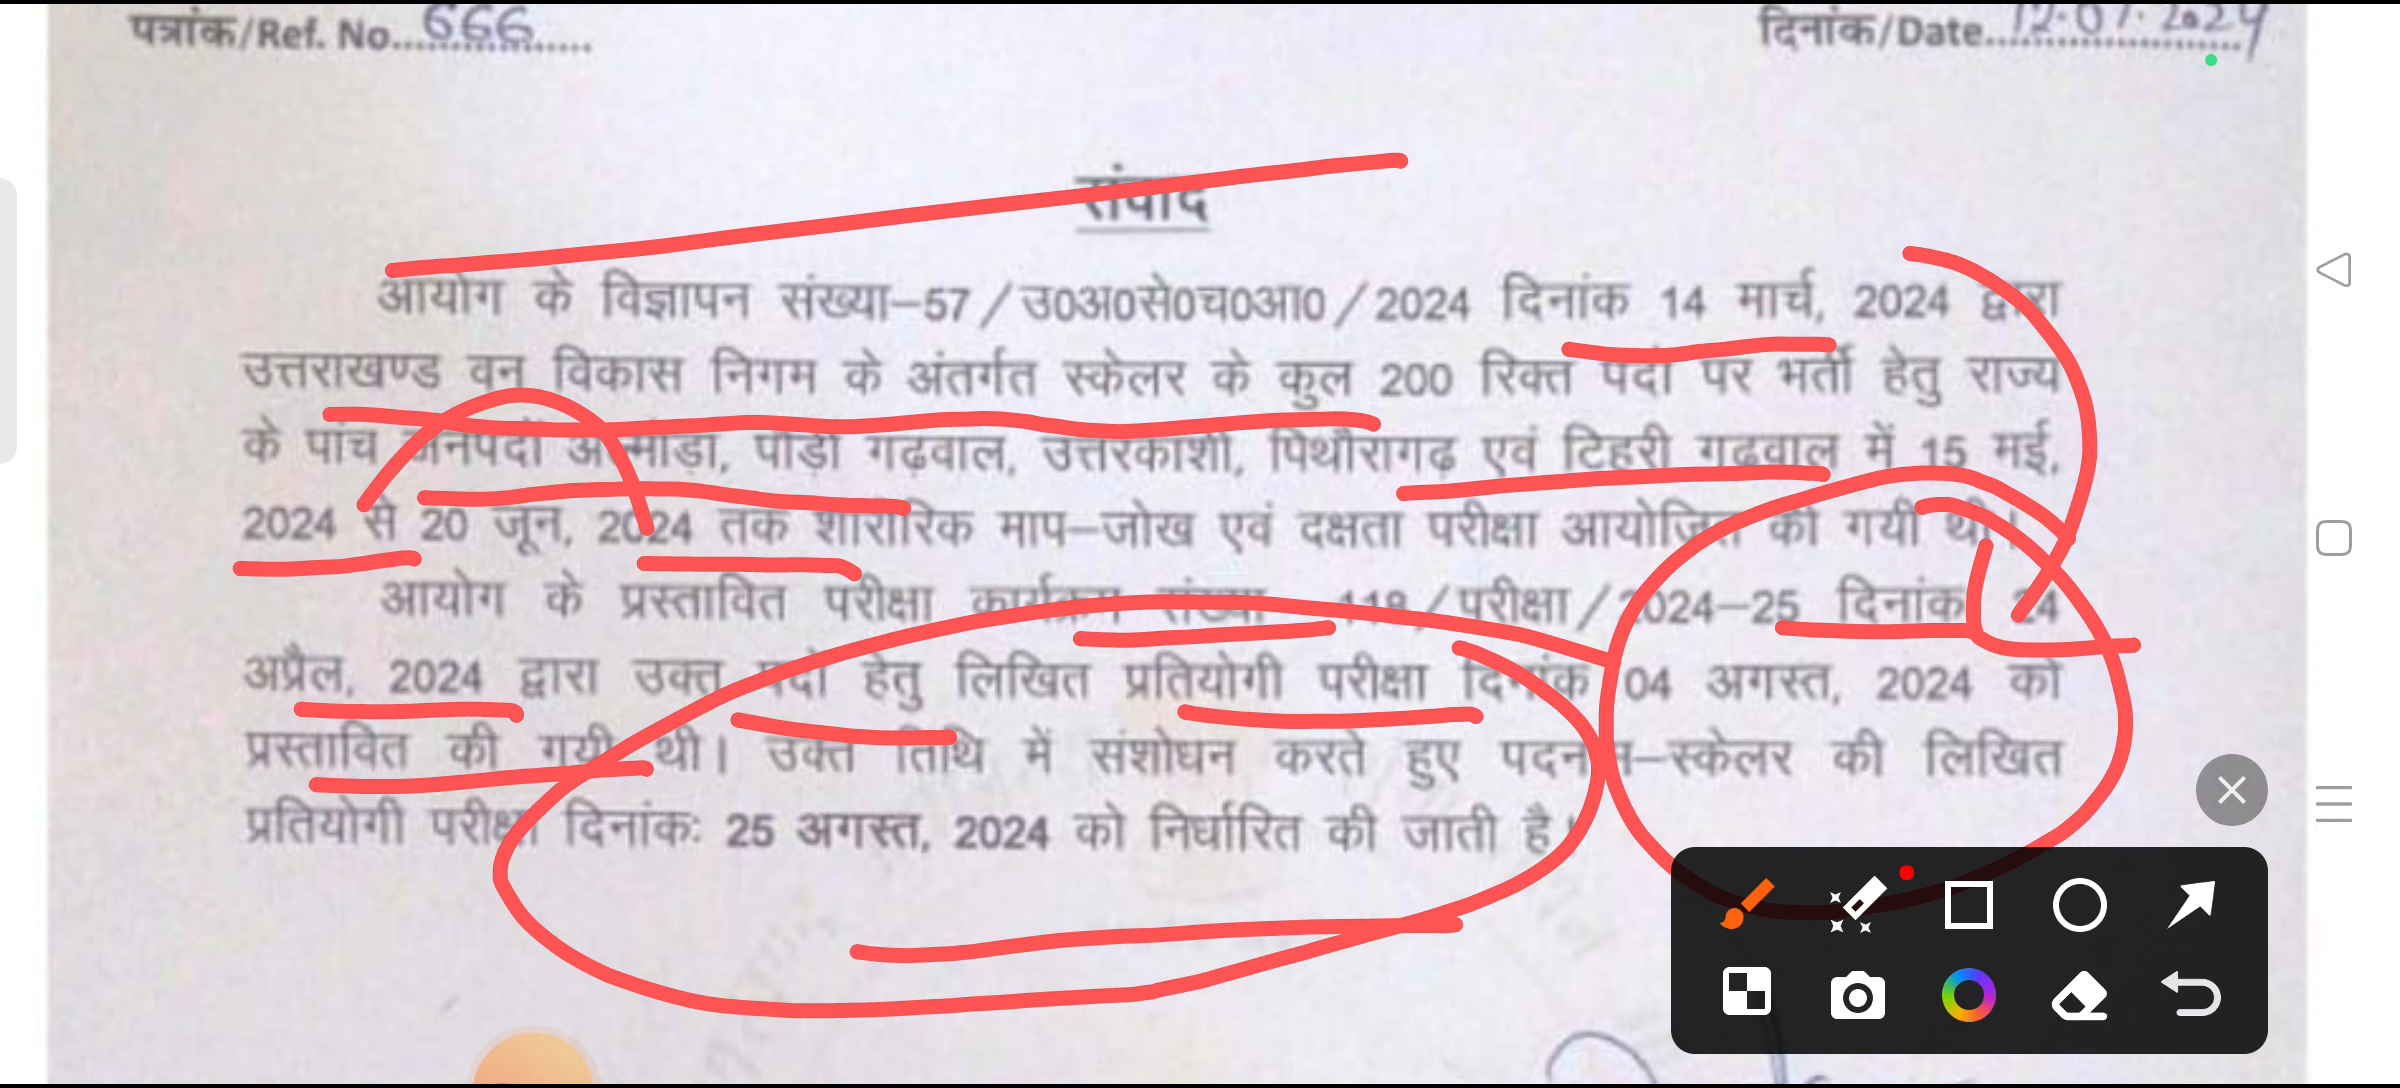 पत्रांक/Ref. No...666............
दिनांक/Date...12.07.2024
संवाद
आयोग के विज्ञापन संख्या–57/उ0अ0से0च0आ0/2024 दिनांक 14 मार्च, 2024 द्वारा
उत्तराखण्ड वन विकास निगम के अंतर्गत स्केलर के कुल 200 रिक्त पदों पर भर्ती हेतु राज्य
के पांच जनपदों अल्मोड़ा, पौड़ी गढ़वाल, उत्तरकाशी, पिथौरागढ़ एवं टिहरी गढ़वाल में 15 मई,
2024 से 20 जून, 2024 तक शारीरिक माप–जोख एवं दक्षता परीक्षा आयोजित की गयी थी।
आयोग के प्रस्तावित परीक्षा कार्यक्रम संख्या 118/परीक्षा/2024–25 दिनांक 24
अप्रैल, 2024 द्वारा उक्त पदों हेतु लिखित प्रतियोगी परीक्षा दिनांक 04 अगस्त, 2024 को
प्रस्तावित की गयी थी। उक्त तिथि में संशोधन करते हुए पदनाम–स्केलर की लिखित
प्रतियोगी परीक्षा दिनांकः 25 अगस्त, 2024 को निर्धारित की जाती है।